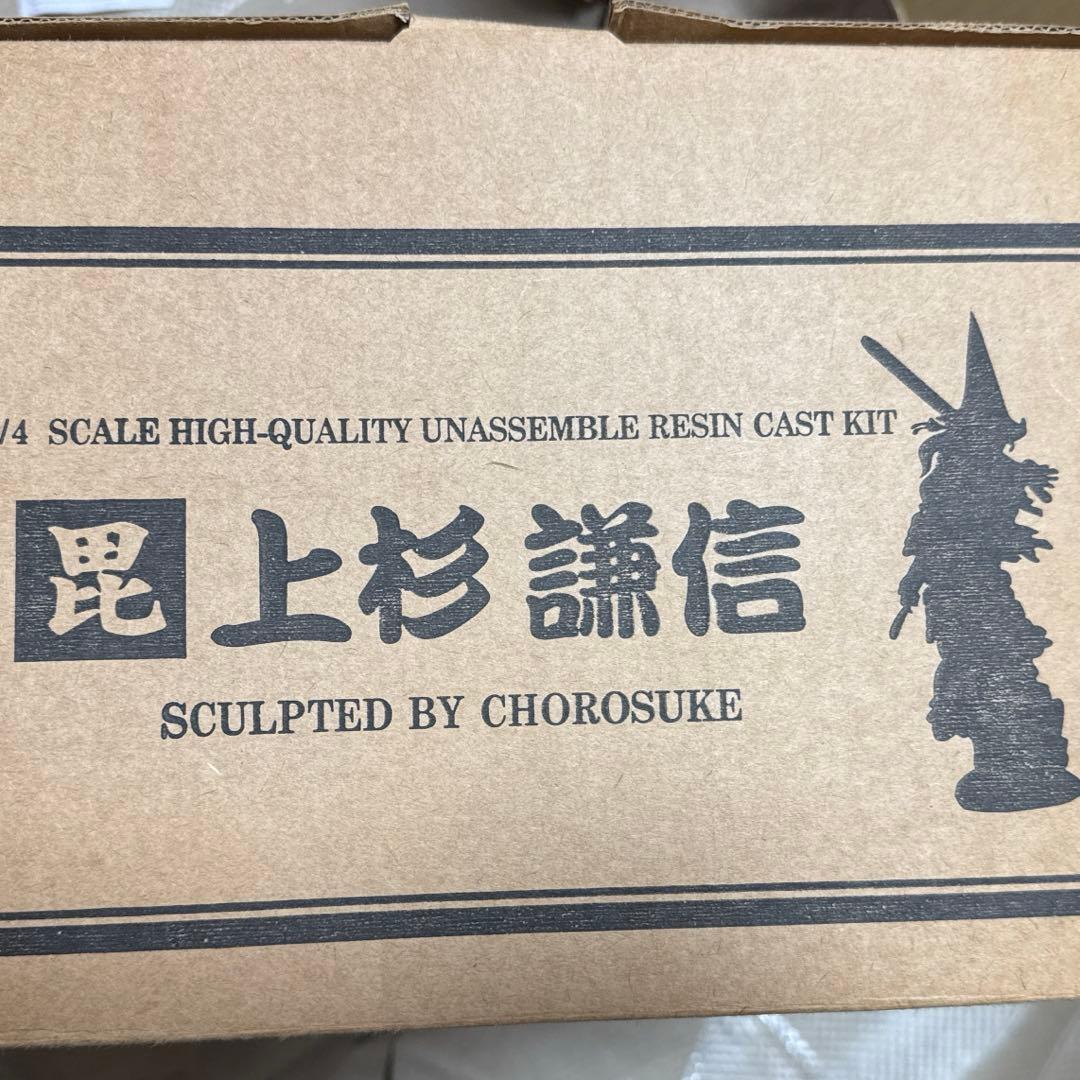 /4 SCALE HIGH-QUALITY UNASSEMBLE RESIN CAST KIT
毘 上杉 謙信
SCULPTED BY CHOROSUKE